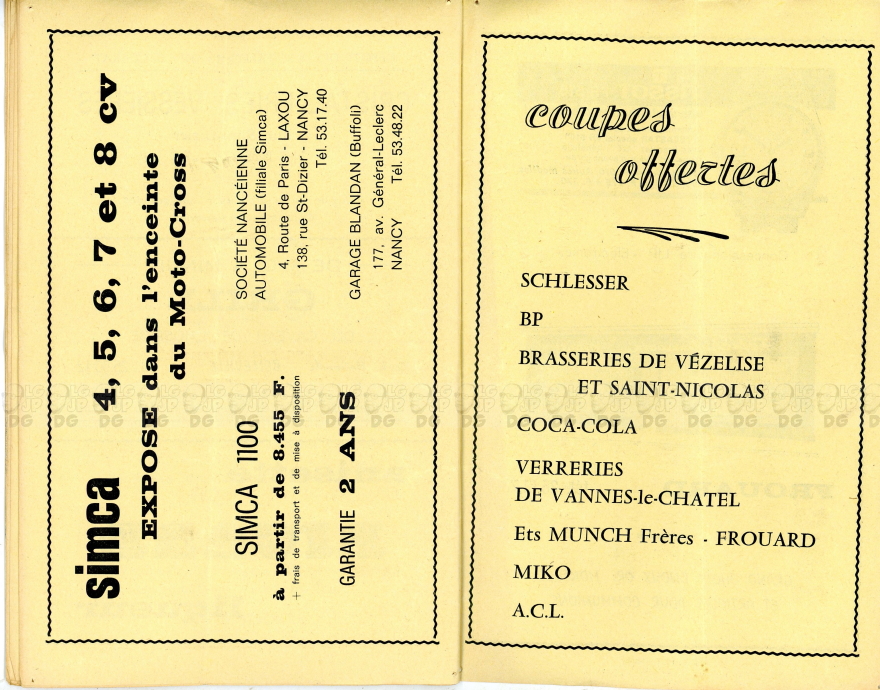 simca 4, 5, 6, 7 et 8 cv
EXPOSE dans l'enceinte
du Moto-Cross
SIMCA 1100
à partir de 8.455 F.
+ frais de transport et de mise à disposition
GARANTIE 2 ANS
SOCIÉTÉ NANCÉIENNE
AUTOMOBILE (filiale Simca)
4, Route de Paris - LAXOU
138, rue St-Dizier - NANCY
Tél. 53.17.40
GARAGE BLANDAN (Buffoli)
177, av. Général-Leclerc
NANCY Tél. 53.48.22
coupes
offertes
SCHLESSER
BP
BRASSERIES DE VÉZELISE
ET SAINT-NICOLAS
COCA-COLA
VERRERIES
DE VANNES-le-CHATEL
Ets MUNCH Frères - FROUARD
MIKO
A.C.L.